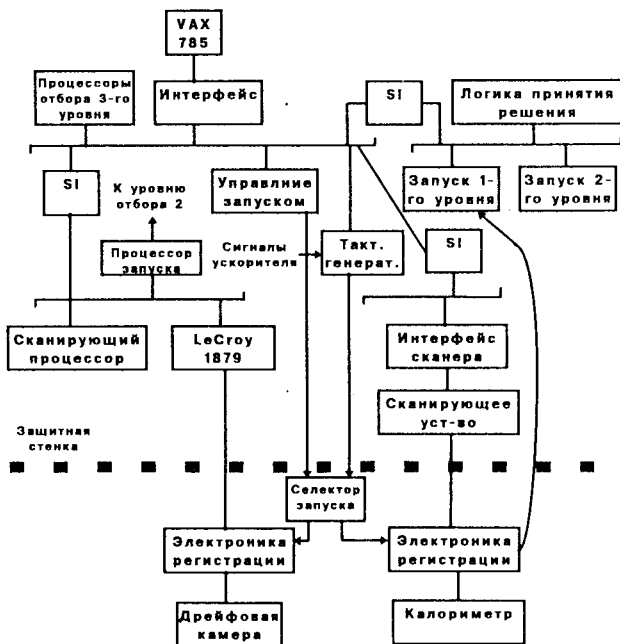 VAX
785
Процессоры
отбора 3-го
уровня
Интерфейс
SI
Логика принятия
решения
SI
К уровню
отбора 2
Управлние
запуском
Запуск 1-
го уровня
Запуск 2-
го уровня
Процессор
запуска
Сигналы
ускорителя
Такт.
генерат.
SI
Сканирующий
процессор
LeCroy
1879
Интерфейс
сканера
Сканирующее
уст-во
Защитная
стенка
Селектор
запуска
Электроника
регистрации
Электроника
регистрации
Дрейфовая
камера
Калориметр